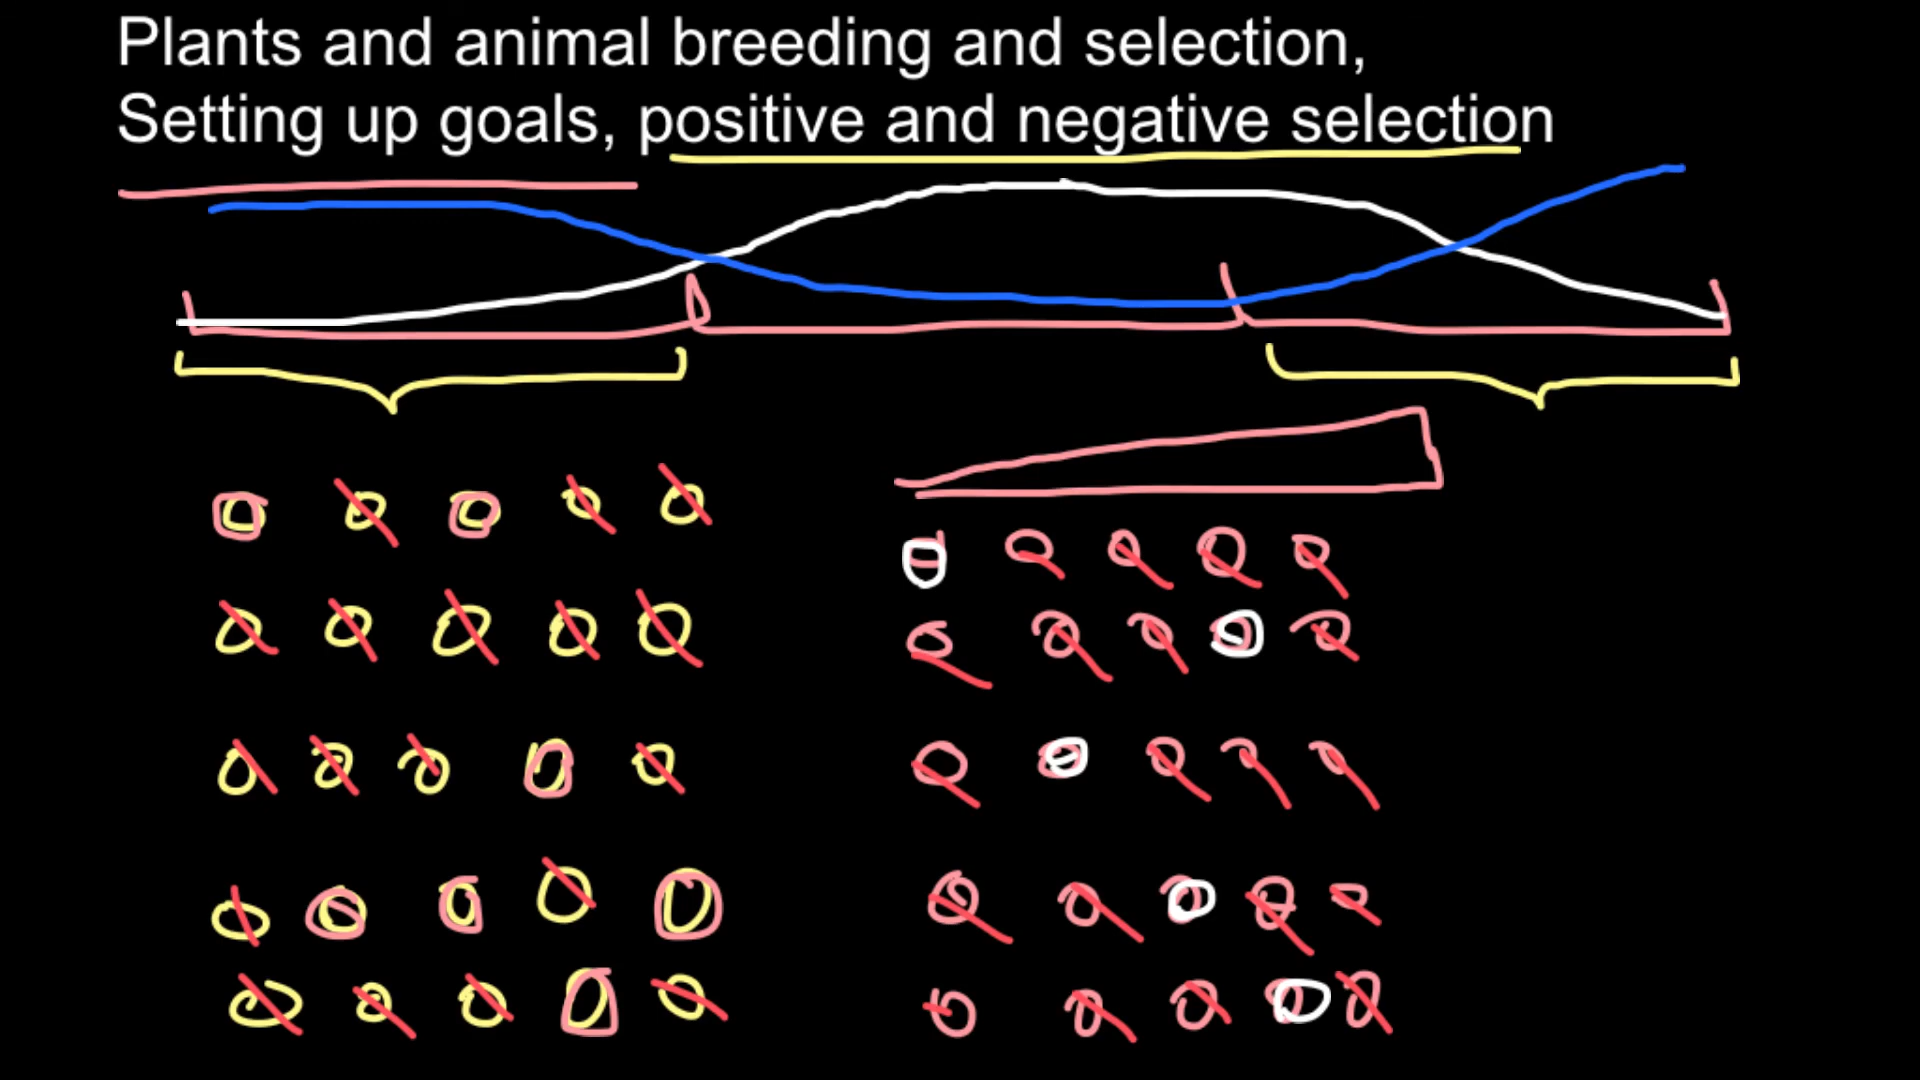 Plants and animal breeding and selection,
Setting up goals, positive and negative selection